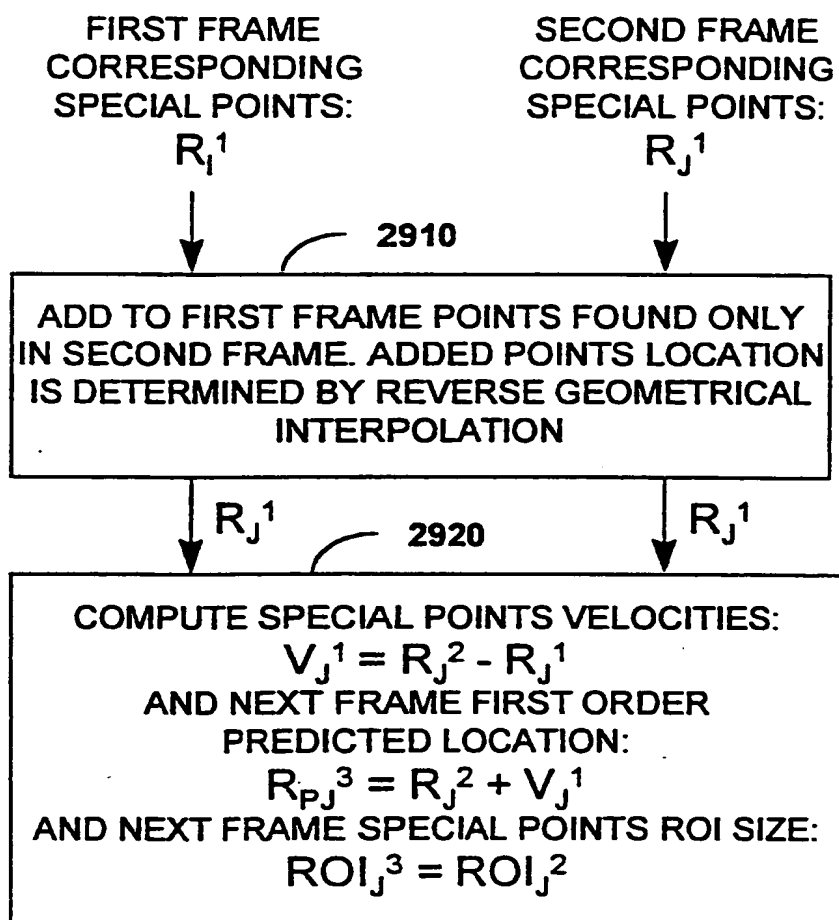 FIRST FRAME
CORRESPONDING
SPECIAL POINTS:
R_I^1
SECOND FRAME
CORRESPONDING
SPECIAL POINTS:
R_J^1
2910
ADD TO FIRST FRAME POINTS FOUND ONLY
IN SECOND FRAME. ADDED POINTS LOCATION
IS DETERMINED BY REVERSE GEOMETRICAL
INTERPOLATION
R_J^1
R_J^1
2920
COMPUTE SPECIAL POINTS VELOCITIES:
V_J^1 = R_J^2 - R_J^1
AND NEXT FRAME FIRST ORDER
PREDICTED LOCATION:
R_PJ^3 = R_J^2 + V_J^1
AND NEXT FRAME SPECIAL POINTS ROI SIZE:
ROI_J^3 = ROI_J^2